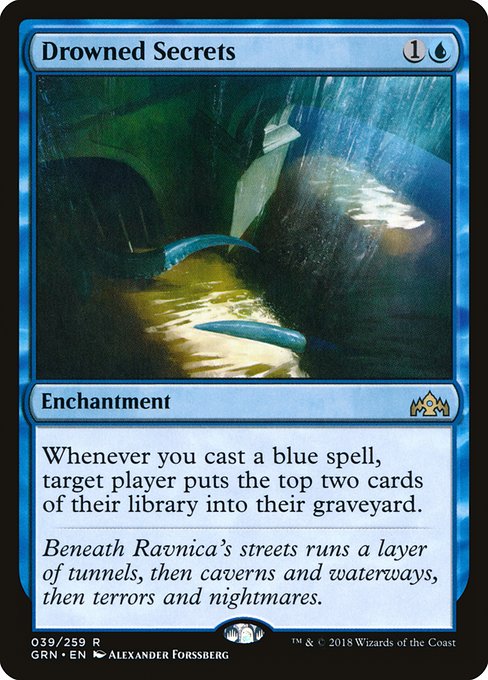 Drowned Secrets 1
Enchantment
Whenever you cast a blue spell,
target player puts the top two cards
of their library into their graveyard.
Beneath Ravnica's streets runs a layer
of tunnels, then caverns and waterways,
then terrors and nightmares.
039/259 R
GRN • EN Alexander Forssberg
™ & © 2018 Wizards of the Coast